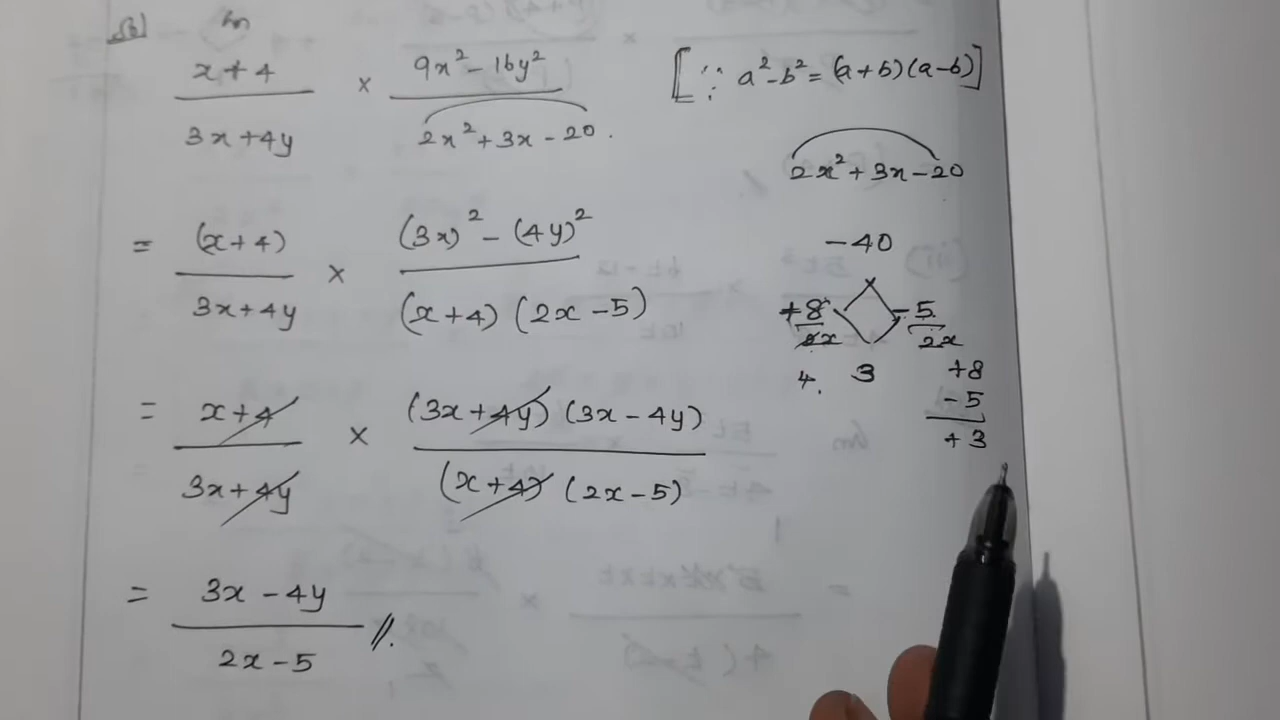 x+4 / 3x+4y × 9x² - 16y² / 2x² + 3x - 20.
[∵ a² - b² = (a+b)(a-b)]
= (x+4) / 3x+4y × (3x)² - (4y)² / (x+4) (2x-5)
= x+4 / 3x+4y × (3x+4y) (3x-4y) / (x+4) (2x-5)
= 3x - 4y / 2x - 5 //.
2x² + 3x - 20
-40
+8 -5
2x 2x
4. 3
+8
-5
+3